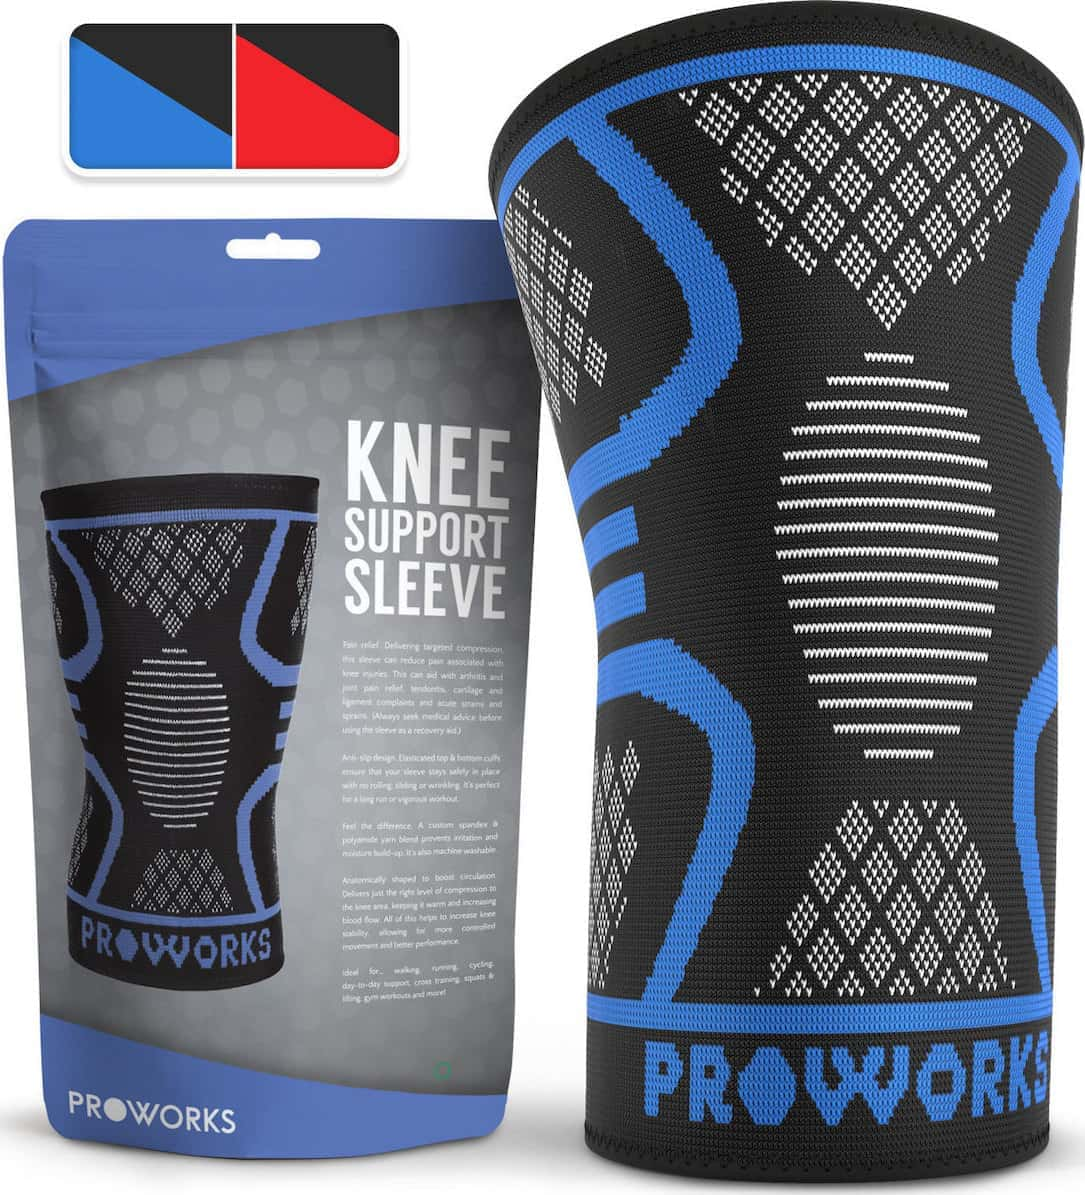 KNEE
SUPPORT
SLEEVE
Pain relief. Delivering targeted compression,
this sleeve can reduce pain associated with
knee injuries. This can aid with arthritis and
joint pain relief, tendonitis, cartilage and
ligament complaints and acute strains and
sprains. (Always seek medical advice before
using the sleeve as a recovery aid.)
Anti-slip design. Elasticated top & bottom cuffs
ensure that your sleeve stays safely in place
with no rolling, sliding or wrinkling. It's perfect
for a long run or vigorous workout.
Feel the difference. A custom spandex &
polyamide yarn blend prevents irritation and
moisture build-up. It's also machine washable.
Anatomically shaped to boost circulation.
Delivers just the right level of compression to
the knee area, keeping it warm and increasing
blood flow. All of this helps to increase knee
stability, allowing for more controlled
movement and better performance.
Ideal for... walking, running, cycling,
day-to-day support, cross training, squats &
lifting, gym workouts and more!
PROWORKS
PROWORKS
PROWORKS